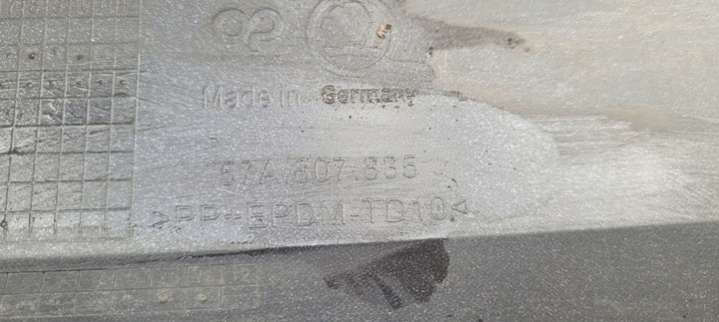 Made in Germany
57A.807.835
>PP+EPDM-TD10<